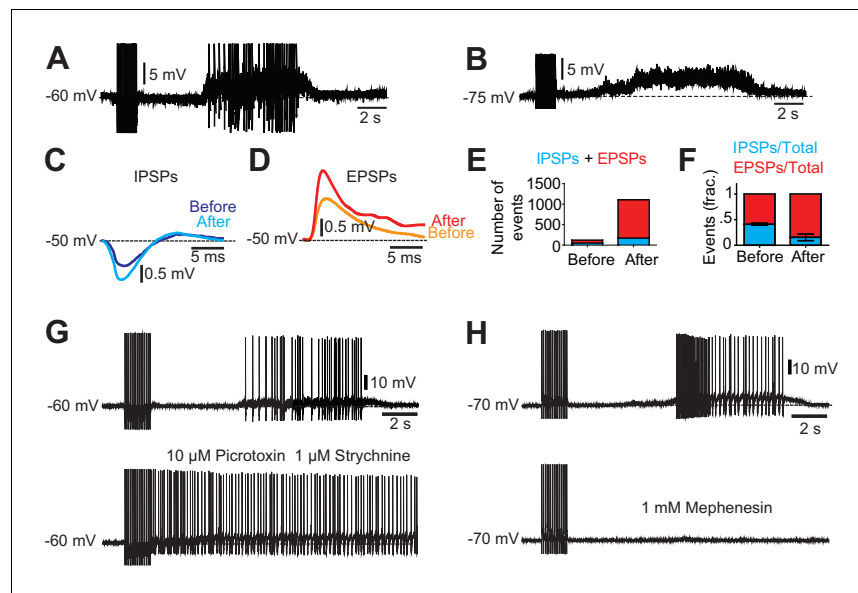 A
5 mV
-60 mV
2 s
B
5 mV
-75 mV
2 s
C
IPSPs
Before
After
-50 mV
0.5 mV
5 ms
D
EPSPs
-50
0.5 mV
After
Before
5 ms
E
IPSPs + EPSPs
Number of
events
1500
1000
500
0
Before
After
F
IPSPs/Total
EPSPs/Total
Events (frac.)
1
.5
0
Before
After
G
-60 mV
10 mV
2 s
10 µM Picrotoxin 1 µM Strychnine
-60 mV
H
-70 mV
10 mV
2 s
1 mM Mephenesin
-70 mV